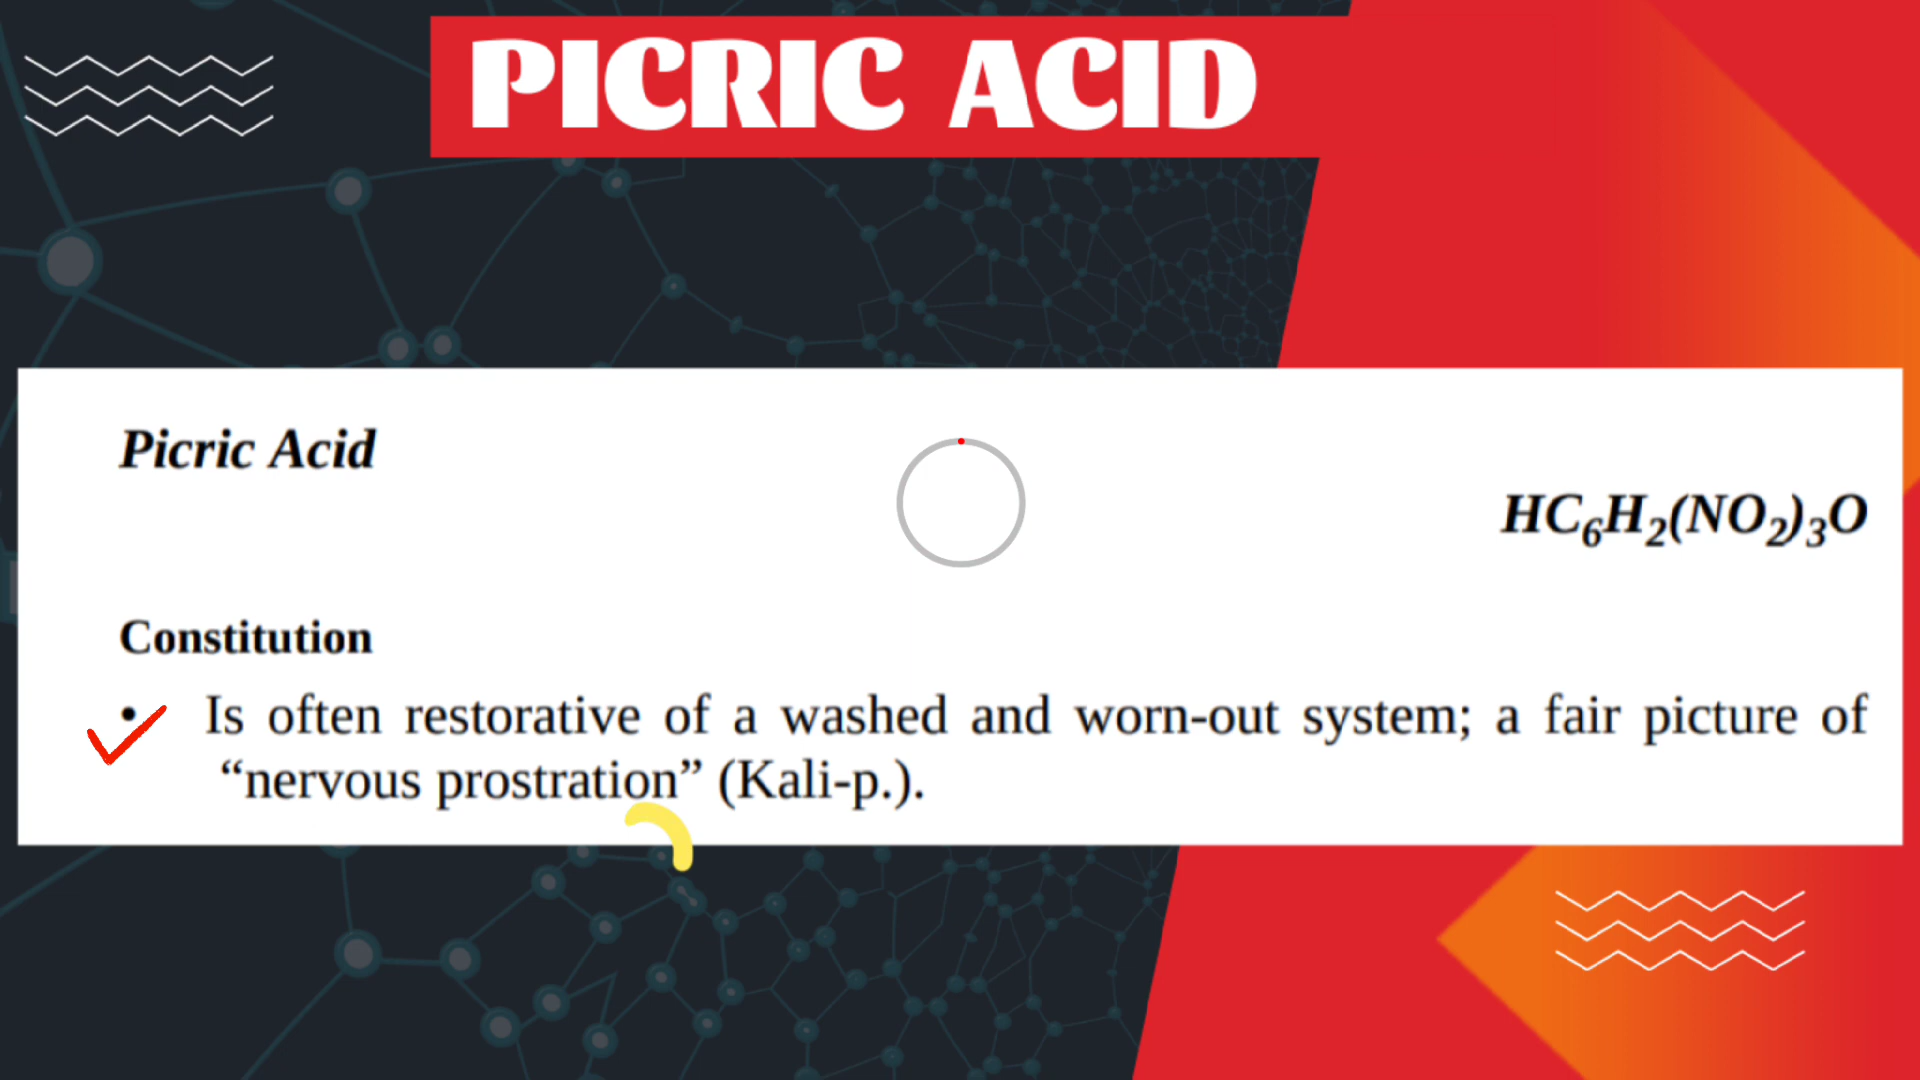 PICRIC ACID
Picric Acid
HC₆H₂(NO₂)₃O
Constitution
• Is often restorative of a washed and worn-out system; a fair picture of
“nervous prostration” (Kali-p.).